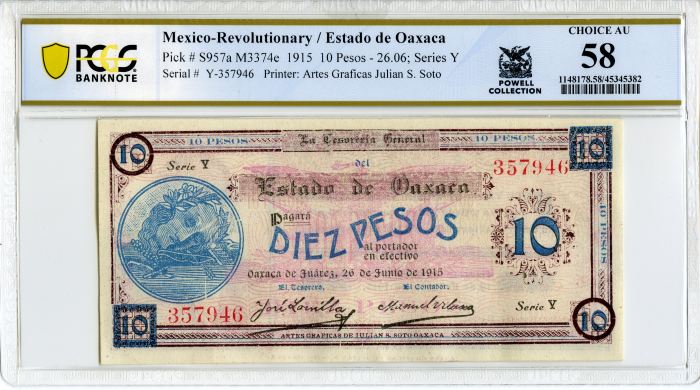 PCGS
BANKNOTE
Mexico-Revolutionary / Estado de Oaxaca
Pick # S957a M3374e 1915 10 Pesos - 26.06; Series Y
Serial # Y-357946 Printer: Artes Graficas Julian S. Soto
POWELL
COLLECTION
CHOICE AU
58
1148178.58/45345382
10 PESOS
La Tesorería General
10 PESOS
10
10
Serie Y
del
357946
Estado de Oaxaca
Pagará
DIEZ PESOS
al portador
en efectivo
10
10 PESOS
Oaxaca de Juárez, 26 de Junio de 1915
El Tesorero,
El Contador,
10
357946
Serie Y
10
ARTES GRAFICAS DE JULIAN S. SOTO-OAXACA